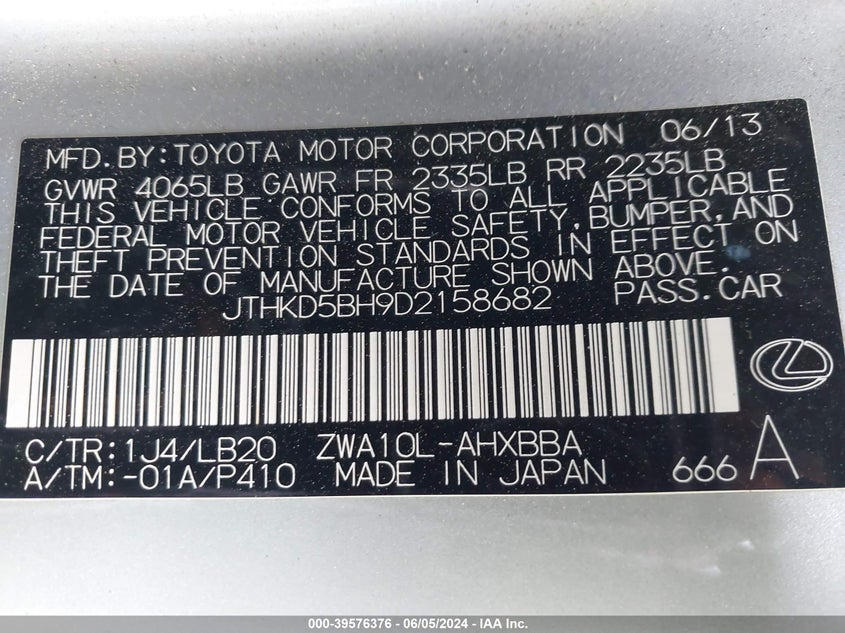 MFD. BY: TOYOTA MOTOR CORPORATION 06/13
GVWR 4065LB GAWR FR 2335LB RR 2235LB
THIS VEHICLE CONFORMS TO ALL APPLICABLE
FEDERAL MOTOR VEHICLE SAFETY, BUMPER, AND
THEFT PREVENTION STANDARDS IN EFFECT ON
THE DATE OF MANUFACTURE SHOWN ABOVE.
JTHKD5BH9D2158682 PASS. CAR
C/TR: 1J4/LB20 ZWA10L-AHXBBA
A/TM: -01A/P410 MADE IN JAPAN 666 A
000-39576376 - 06/05/2024 - IAA Inc.